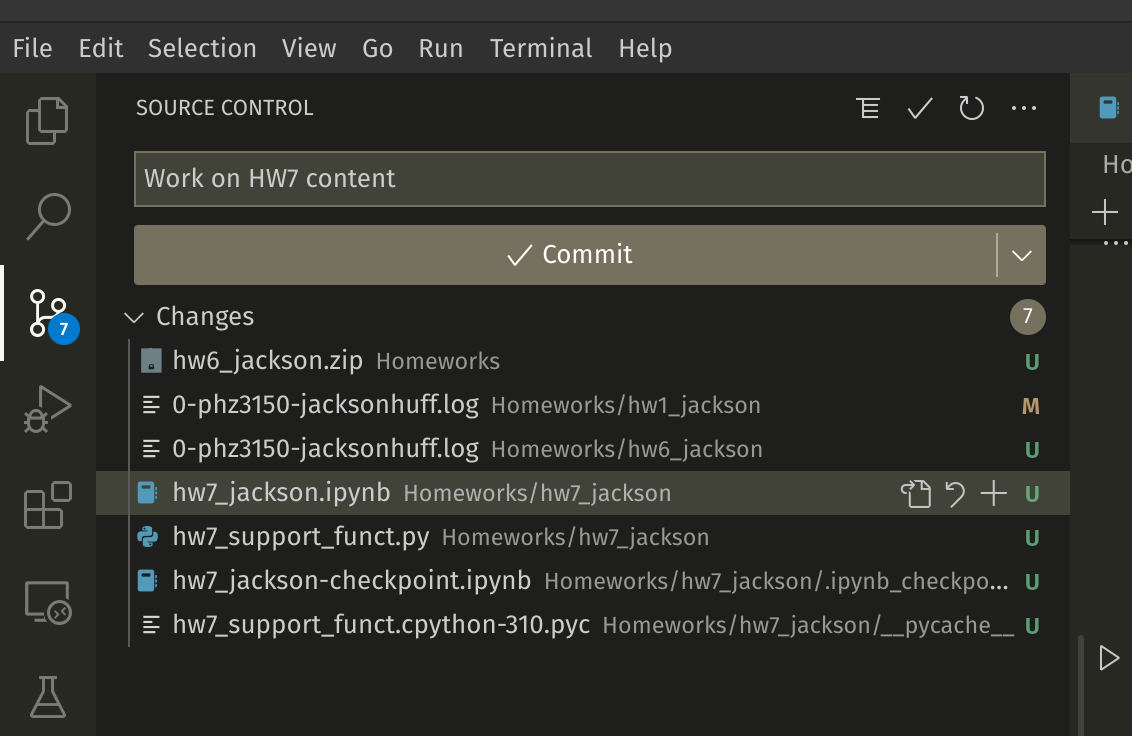 File Edit Selection View Go Run Terminal Help
SOURCE CONTROL
Work on HW7 content
Ho
Commit
7
Changes 7
hw6_jackson.zip Homeworks U
0-phz3150-jacksonhuff.log Homeworks/hw1_jackson M
0-phz3150-jacksonhuff.log Homeworks/hw6_jackson U
hw7_jackson.ipynb Homeworks/hw7_jackson U
hw7_support_funct.py Homeworks/hw7_jackson U
hw7_jackson-checkpoint.ipynb Homeworks/hw7_jackson/.ipynb_checkpo... U
hw7_support_funct.cpython-310.pyc Homeworks/hw7_jackson/__pycache__ U